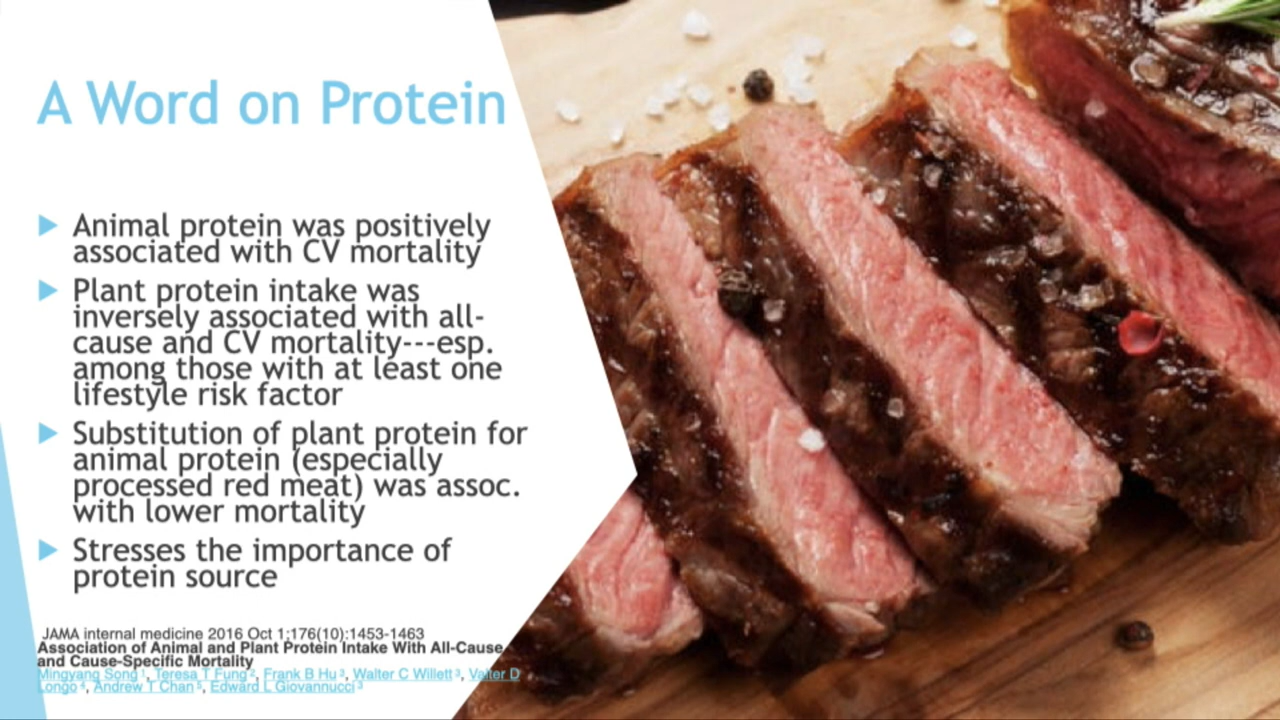 A Word on Protein
Animal protein was positively
associated with CV mortality
Plant protein intake was
inversely associated with all-
cause and CV mortality---esp.
among those with at least one
lifestyle risk factor
Substitution of plant protein for
animal protein (especially
processed red meat) was assoc.
with lower mortality
Stresses the importance of
protein source
JAMA internal medicine 2016 Oct 1;176(10):1453-1463
Association of Animal and Plant Protein Intake With All-Cause
and Cause-Specific Mortality
Mingyang Song 1, Teresa T Fung 2, Frank B Hu 3, Walter C Willett 3, Valter D
Longo 4, Andrew T Chan 5, Edward L Giovannucci 3